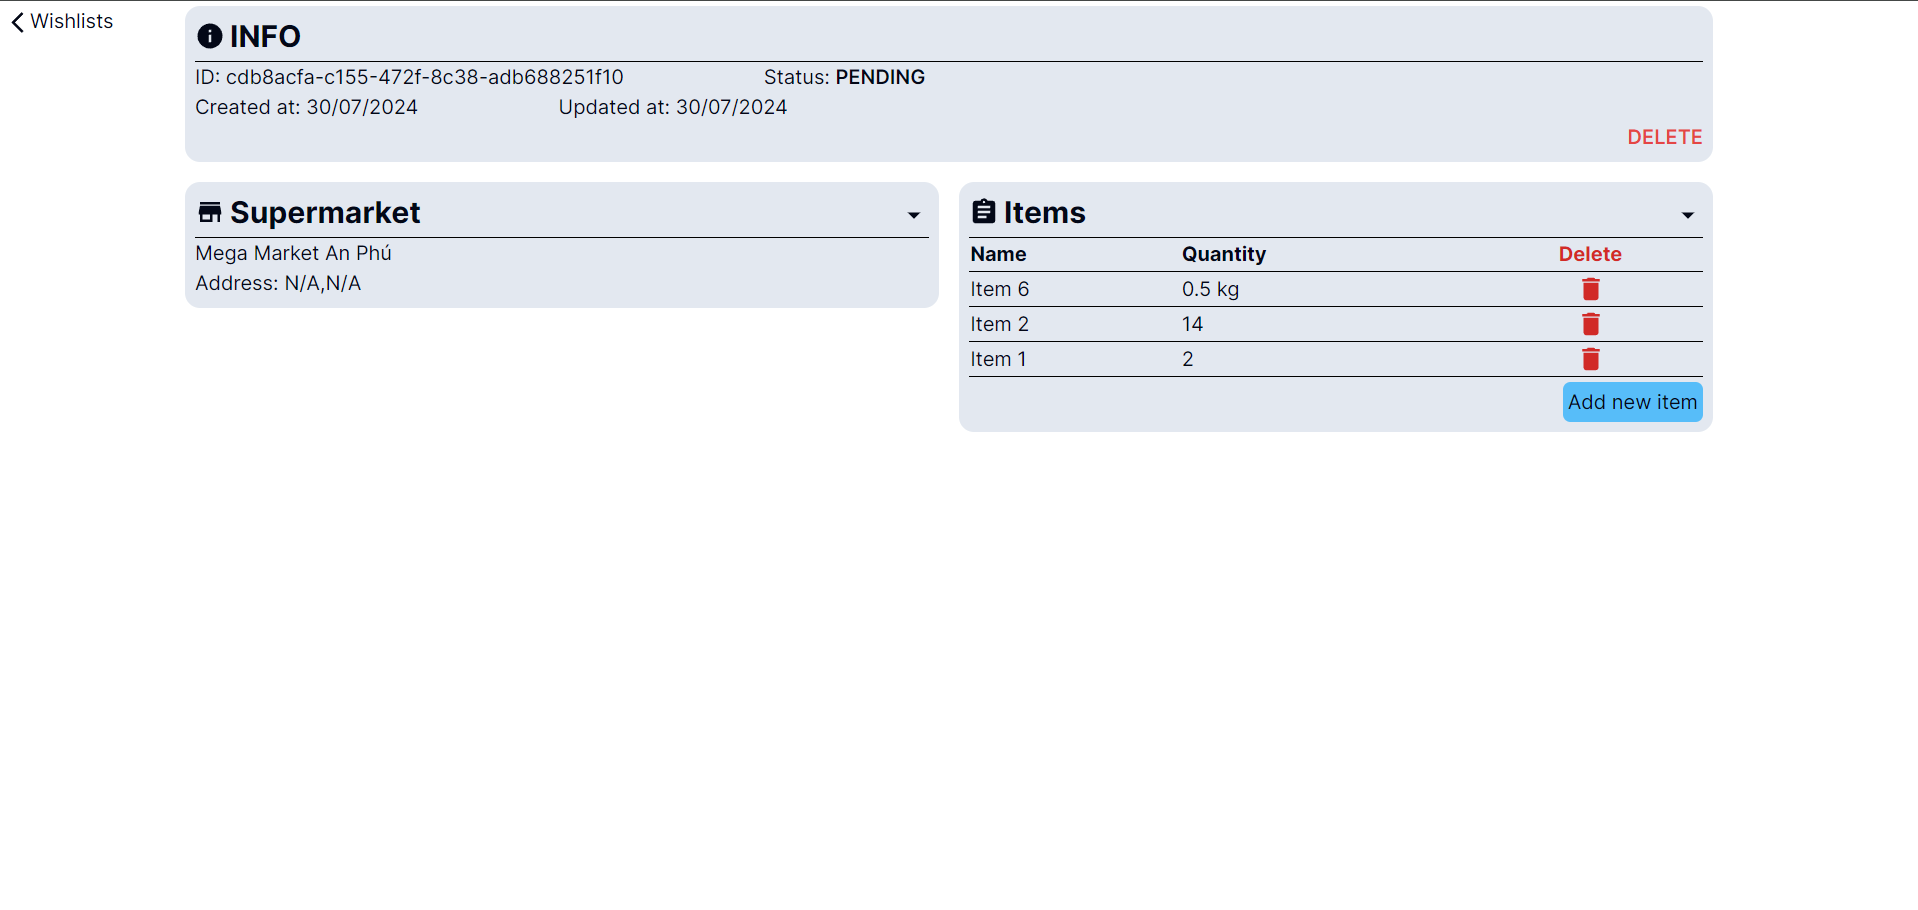 Wishlists
INFO
ID: cdb8acfa-c155-472f-8c38-adb688251f10 Status: PENDING
Created at: 30/07/2024 Updated at: 30/07/2024
DELETE
Supermarket
Mega Market An Phú
Address: N/A,N/A
Items
Name Quantity Delete
Item 6 0.5 kg
Item 2 14
Item 1 2
Add new item